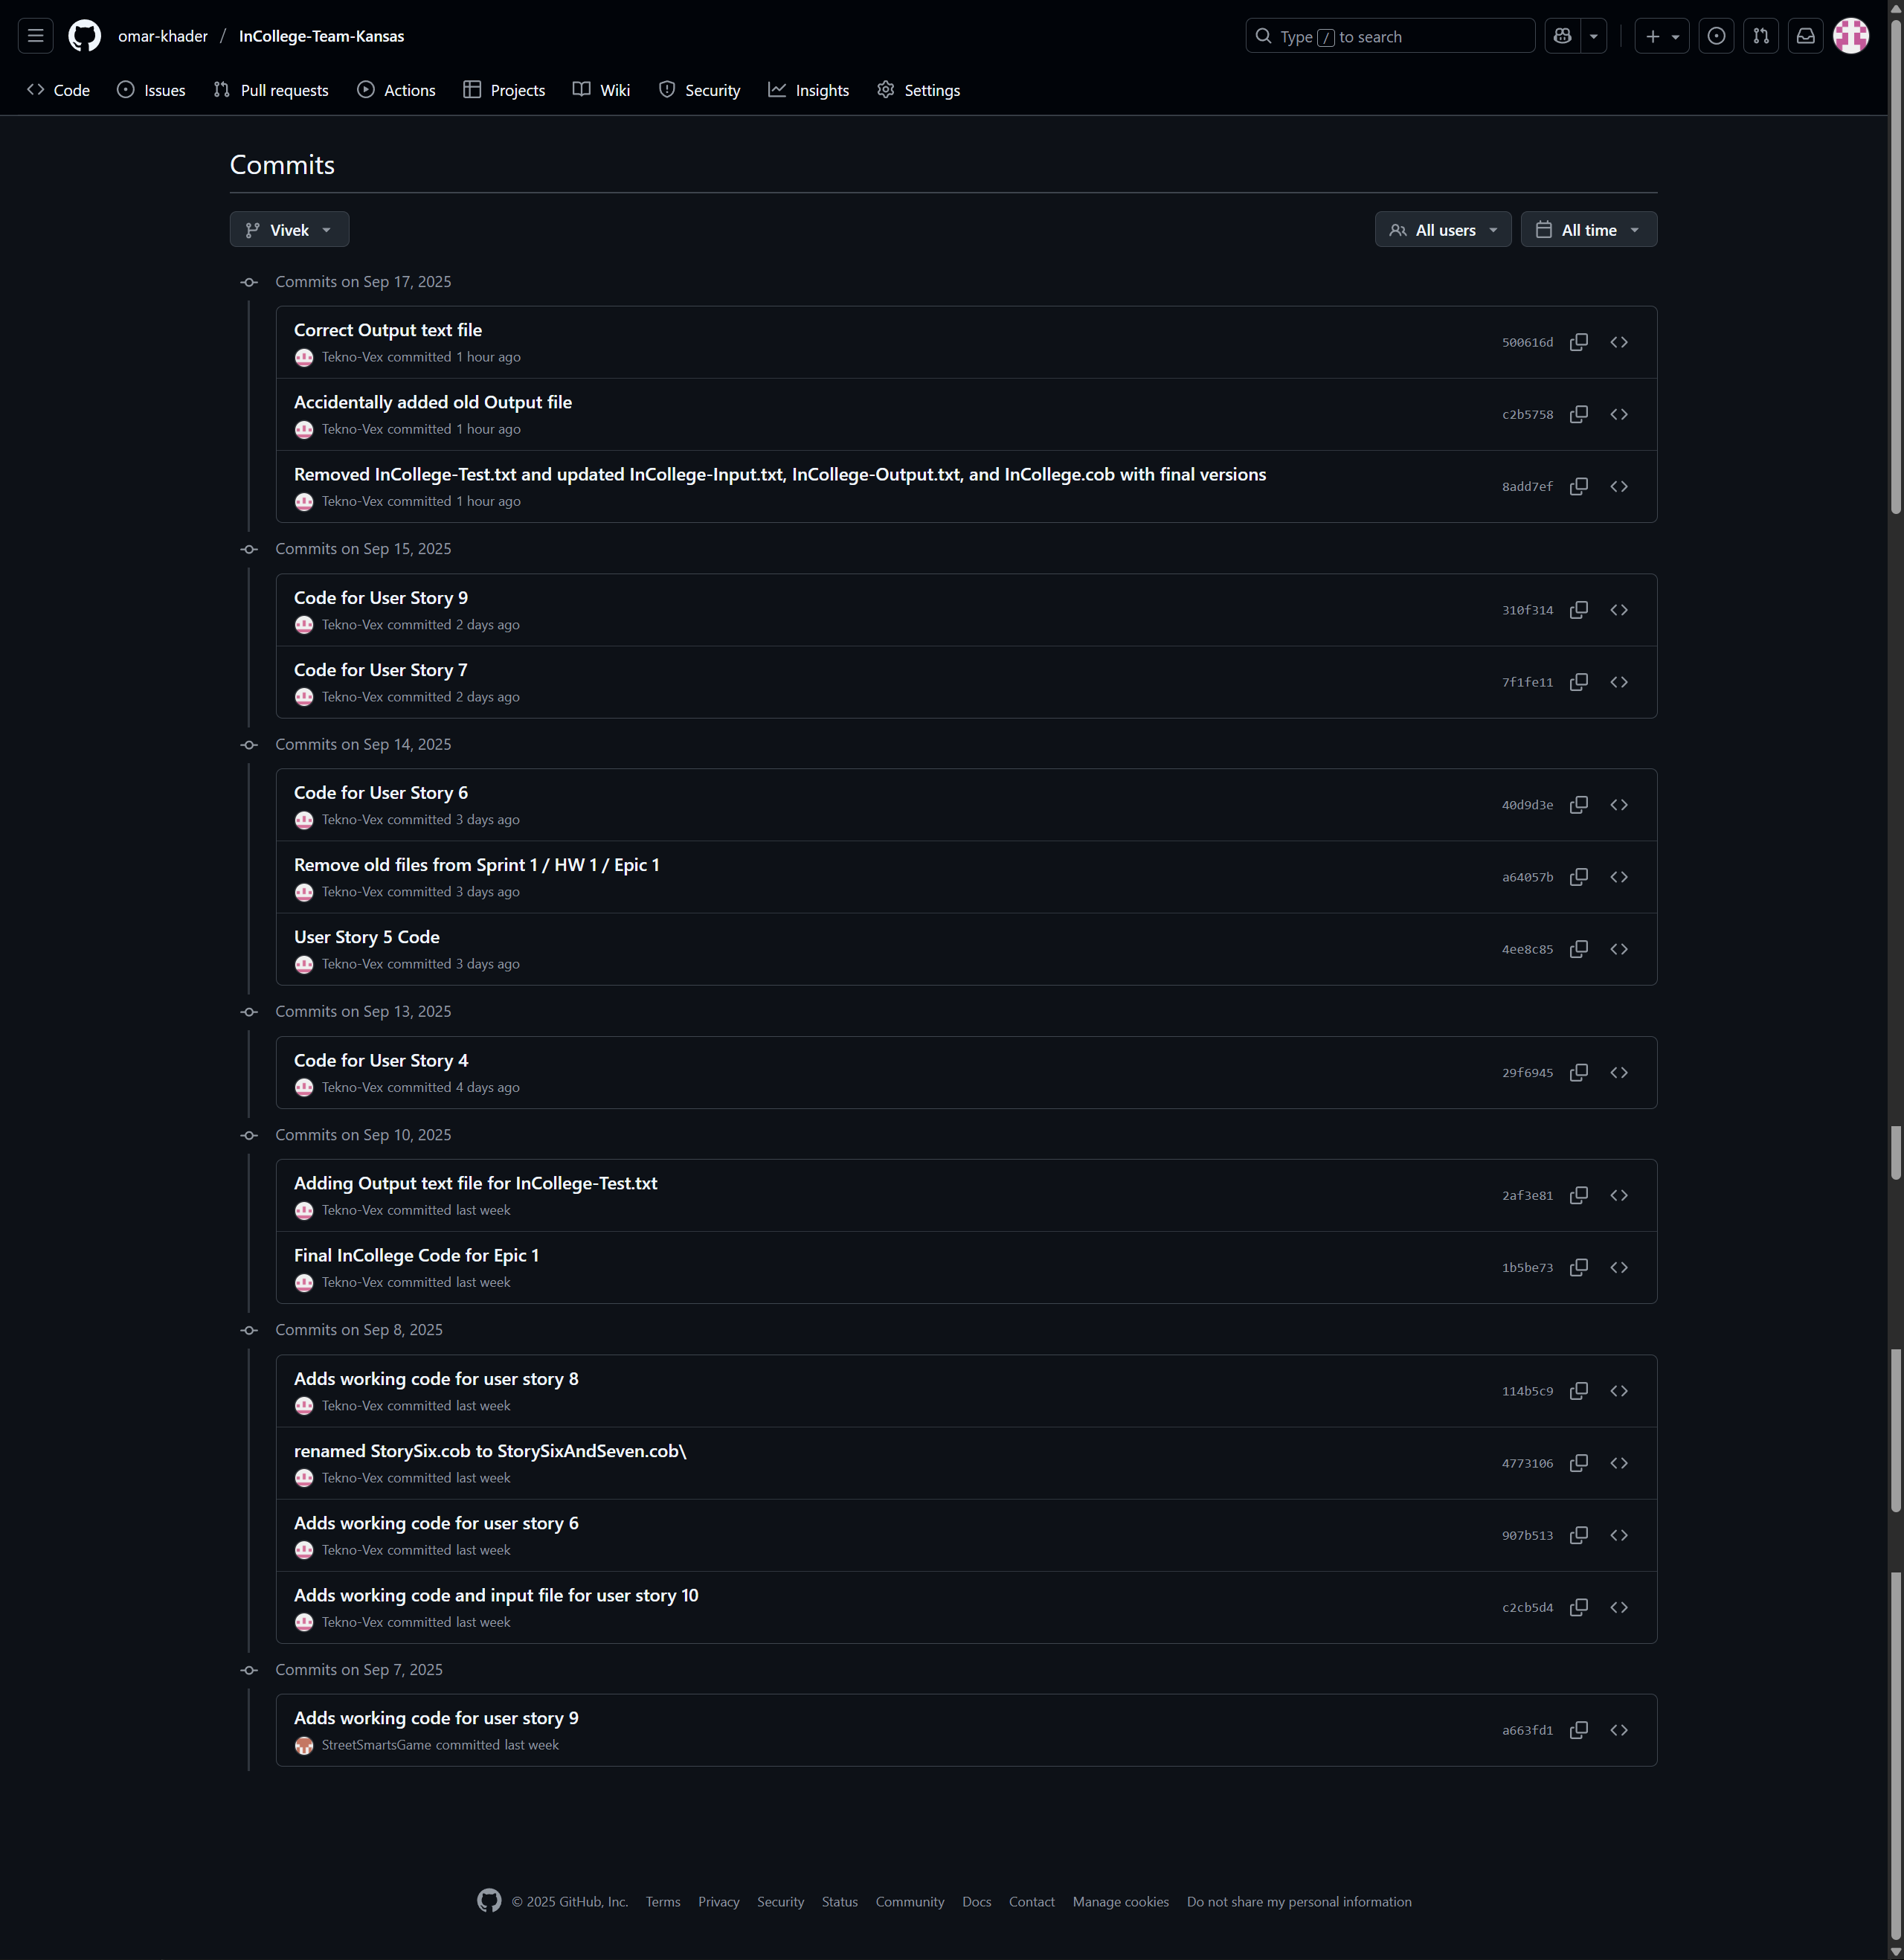 omar-khader / InCollege-Team-Kansas
Type / to search
Code Issues Pull requests Actions Projects Wiki Security Insights Settings
Commits
Vivek All users All time
Commits on Sep 17, 2025
Correct Output text file
Tekno-Vex committed 1 hour ago
500616d
Accidentally added old Output file
Tekno-Vex committed 1 hour ago
c2b5758
Removed InCollege-Test.txt and updated InCollege-Input.txt, InCollege-Output.txt, and InCollege.cob with final versions
Tekno-Vex committed 1 hour ago
8add7ef
Commits on Sep 15, 2025
Code for User Story 9
Tekno-Vex committed 2 days ago
310f314
Code for User Story 7
Tekno-Vex committed 2 days ago
7f1fe11
Commits on Sep 14, 2025
Code for User Story 6
Tekno-Vex committed 3 days ago
40d9d3e
Remove old files from Sprint 1 / HW 1 / Epic 1
Tekno-Vex committed 3 days ago
a64057b
User Story 5 Code
Tekno-Vex committed 3 days ago
4ee8c85
Commits on Sep 13, 2025
Code for User Story 4
Tekno-Vex committed 4 days ago
29f6945
Commits on Sep 10, 2025
Adding Output text file for InCollege-Test.txt
Tekno-Vex committed last week
2af3e81
Final InCollege Code for Epic 1
Tekno-Vex committed last week
1b5be73
Commits on Sep 8, 2025
Adds working code for user story 8
Tekno-Vex committed last week
114b5c9
renamed StorySix.cob to StorySixAndSeven.cob\
Tekno-Vex committed last week
4773106
Adds working code for user story 6
Tekno-Vex committed last week
907b513
Adds working code and input file for user story 10
Tekno-Vex committed last week
c2cb5d4
Commits on Sep 7, 2025
Adds working code for user story 9
StreetSmartsGame committed last week
a663fd1
© 2025 GitHub, Inc. Terms Privacy Security Status Community Docs Contact Manage cookies Do not share my personal information